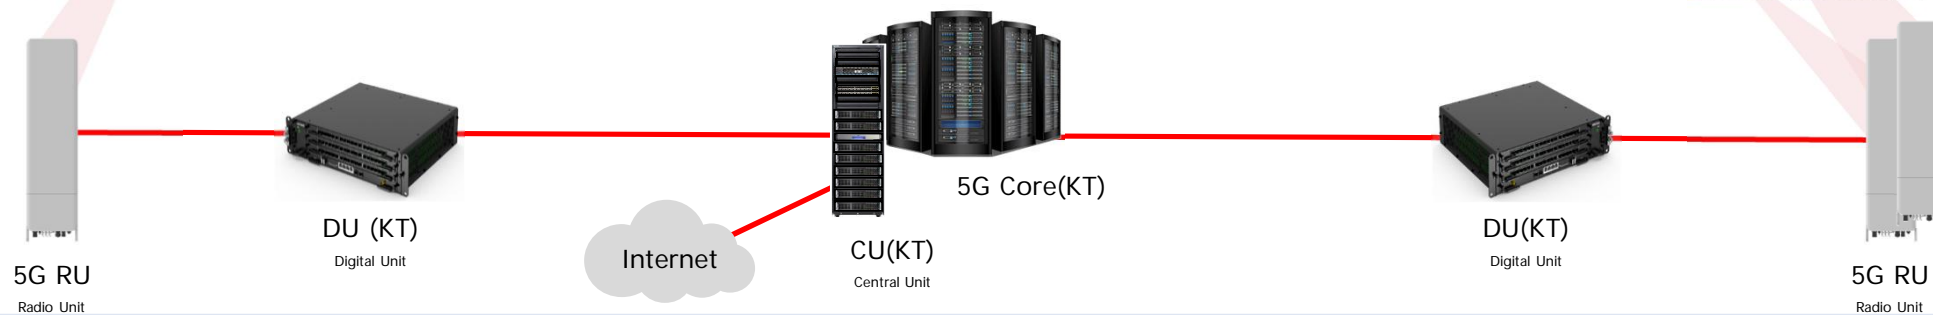 5G Core(KT)
DU (KT)
Digital Unit
Internet
CU(KT)
Central Unit
DU(KT)
Digital Unit
5G RU
Radio Unit
5G RU
Radio Unit